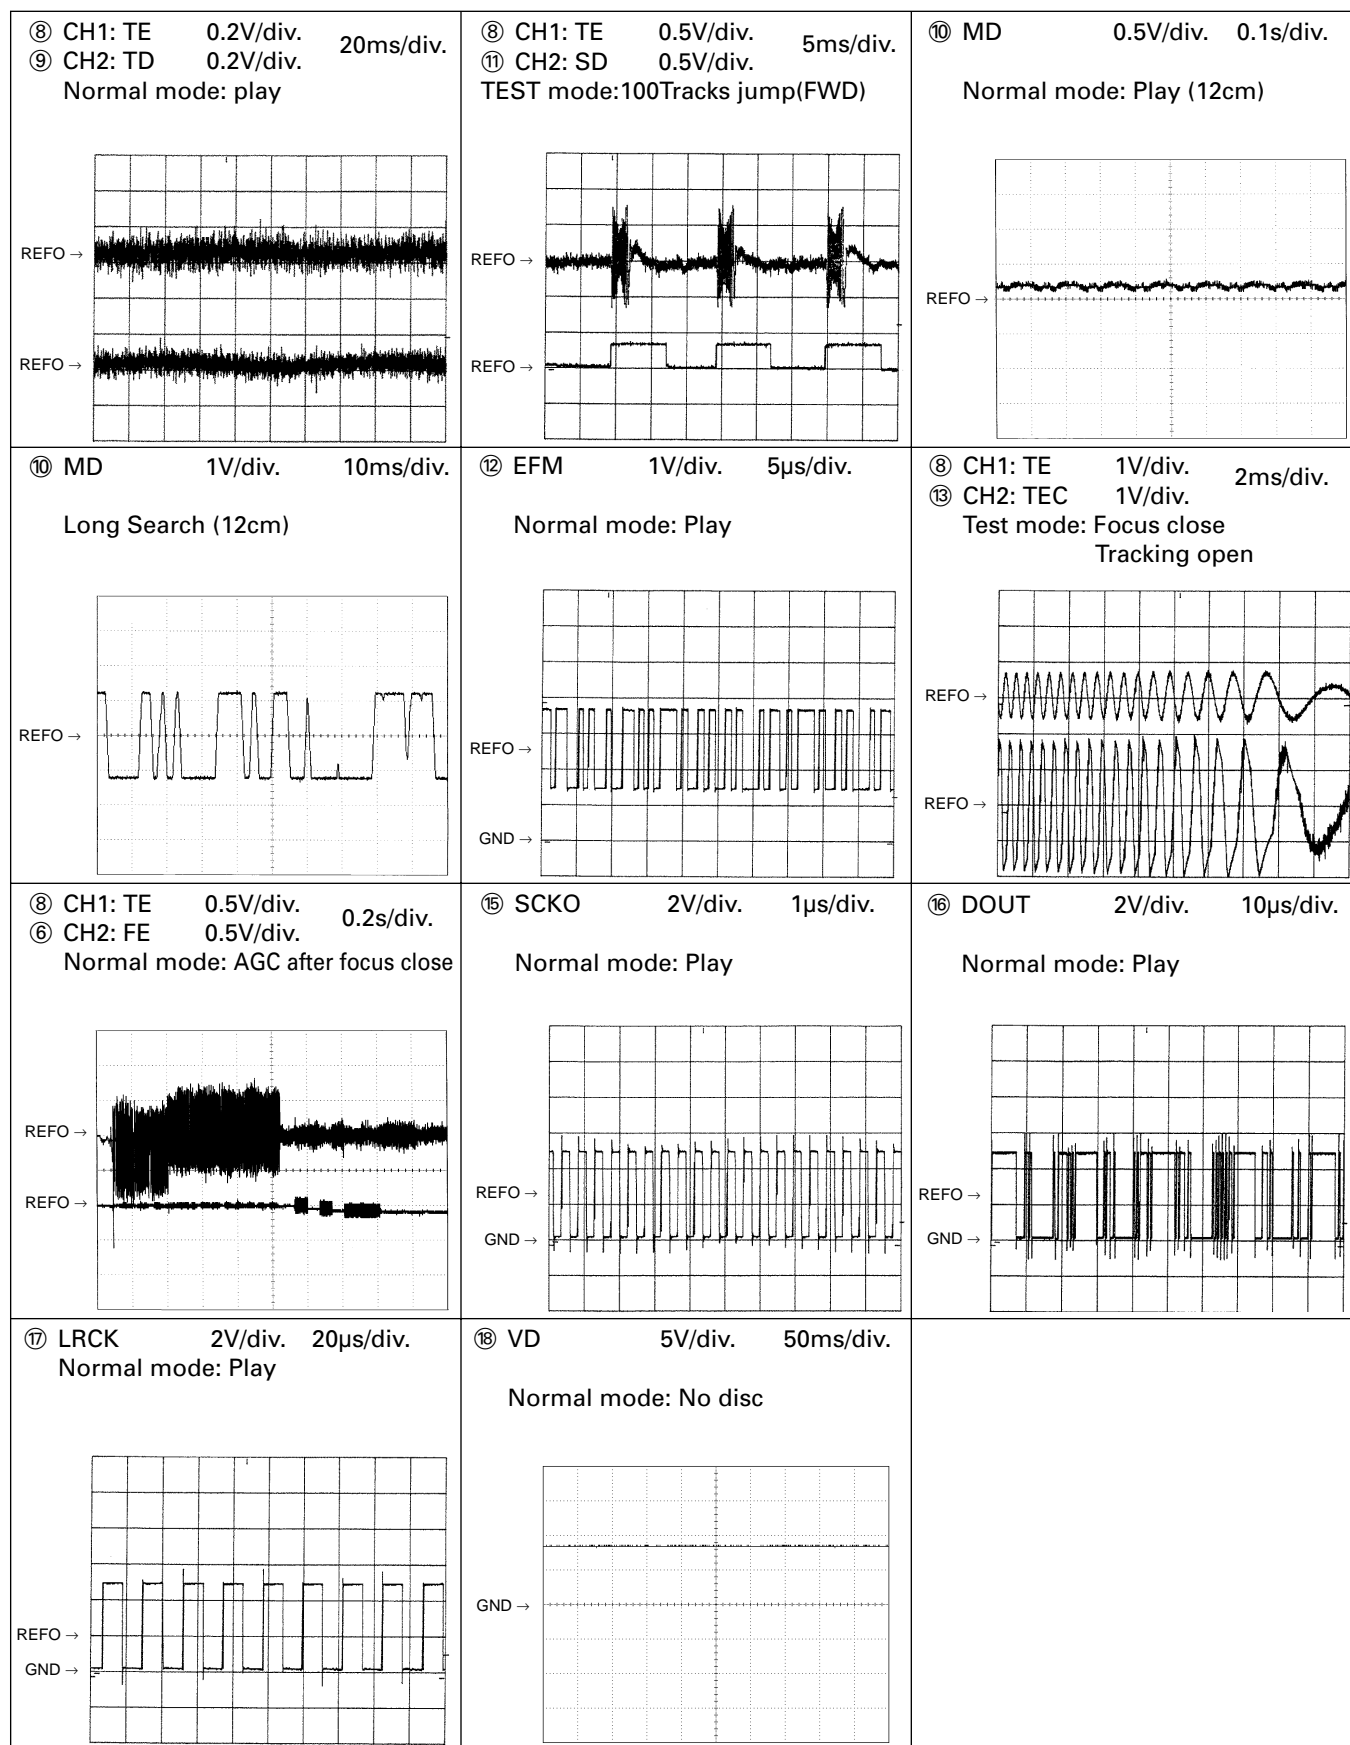 ⑧ CH1: TE 0.2V/div. 20ms/div.
⑨ CH2: TD 0.2V/div.
Normal mode: play
REFO →
REFO →
⑧ CH1: TE 0.5V/div. 5ms/div.
⑪ CH2: SD 0.5V/div.
TEST mode:100Tracks jump(FWD)
REFO →
REFO →
⑩ MD 0.5V/div. 0.1s/div.
Normal mode: Play (12cm)
REFO →
⑩ MD 1V/div. 10ms/div.
Long Search (12cm)
REFO →
⑫ EFM 1V/div. 5µs/div.
Normal mode: Play
REFO →
GND →
⑧ CH1: TE 1V/div. 2ms/div.
⑬ CH2: TEC 1V/div.
Test mode: Focus close
Tracking open
REFO →
REFO →
⑧ CH1: TE 0.5V/div. 0.2s/div.
⑥ CH2: FE 0.5V/div.
Normal mode: AGC after focus close
REFO →
REFO →
⑮ SCKO 2V/div. 1µs/div.
Normal mode: Play
REFO →
GND →
⑯ DOUT 2V/div. 10µs/div.
Normal mode: Play
REFO →
GND →
⑰ LRCK 2V/div. 20µs/div.
Normal mode: Play
REFO →
GND →
⑱ VD 5V/div. 50ms/div.
Normal mode: No disc
GND →